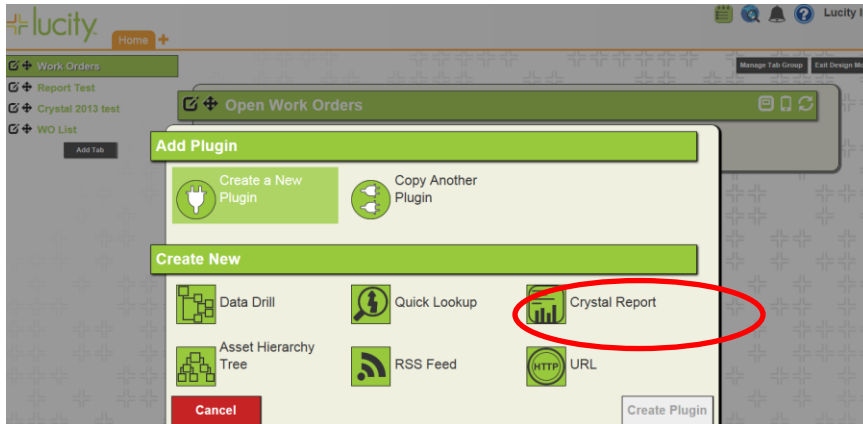 lucity
Home +
Lucity I
Manage Tab Group Exit Design Mo
Work Orders
Report Test
Crystal 2013 test
WO List
Add Tab
Open Work Orders
Add Plugin
Create a New
Plugin
Copy Another
Plugin
Create New
Data Drill
Quick Lookup
Crystal Report
Asset Hierarchy
Tree
RSS Feed
HTTP
URL
Cancel
Create Plugin